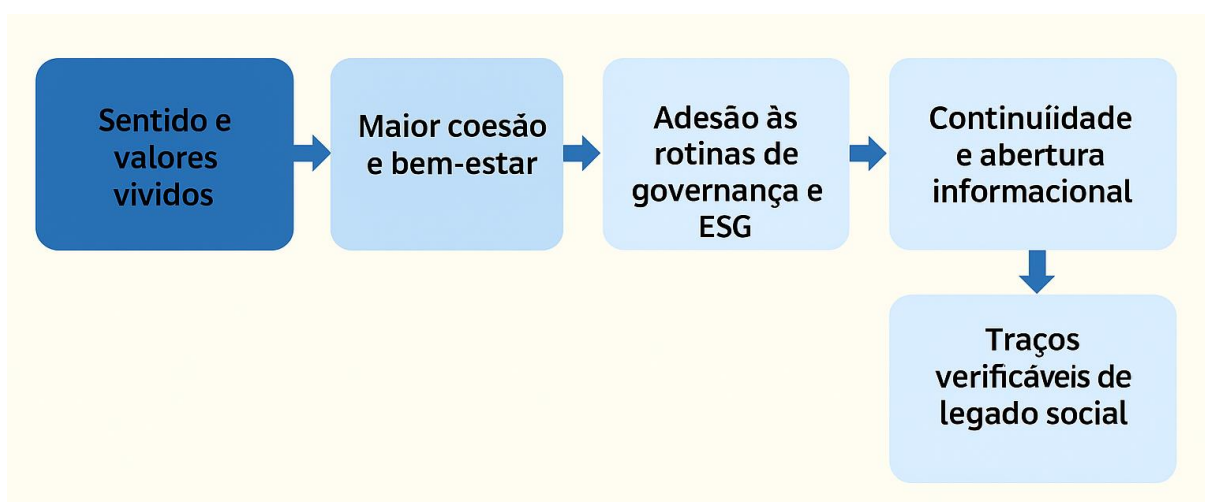 Sentido e
valores
vividos
Maior coesão
e bem-estar
Adesão às
rotinas de
governança e
ESG
Continuíidade
e abertura
informacional
Traços
verificáveis de
legado social